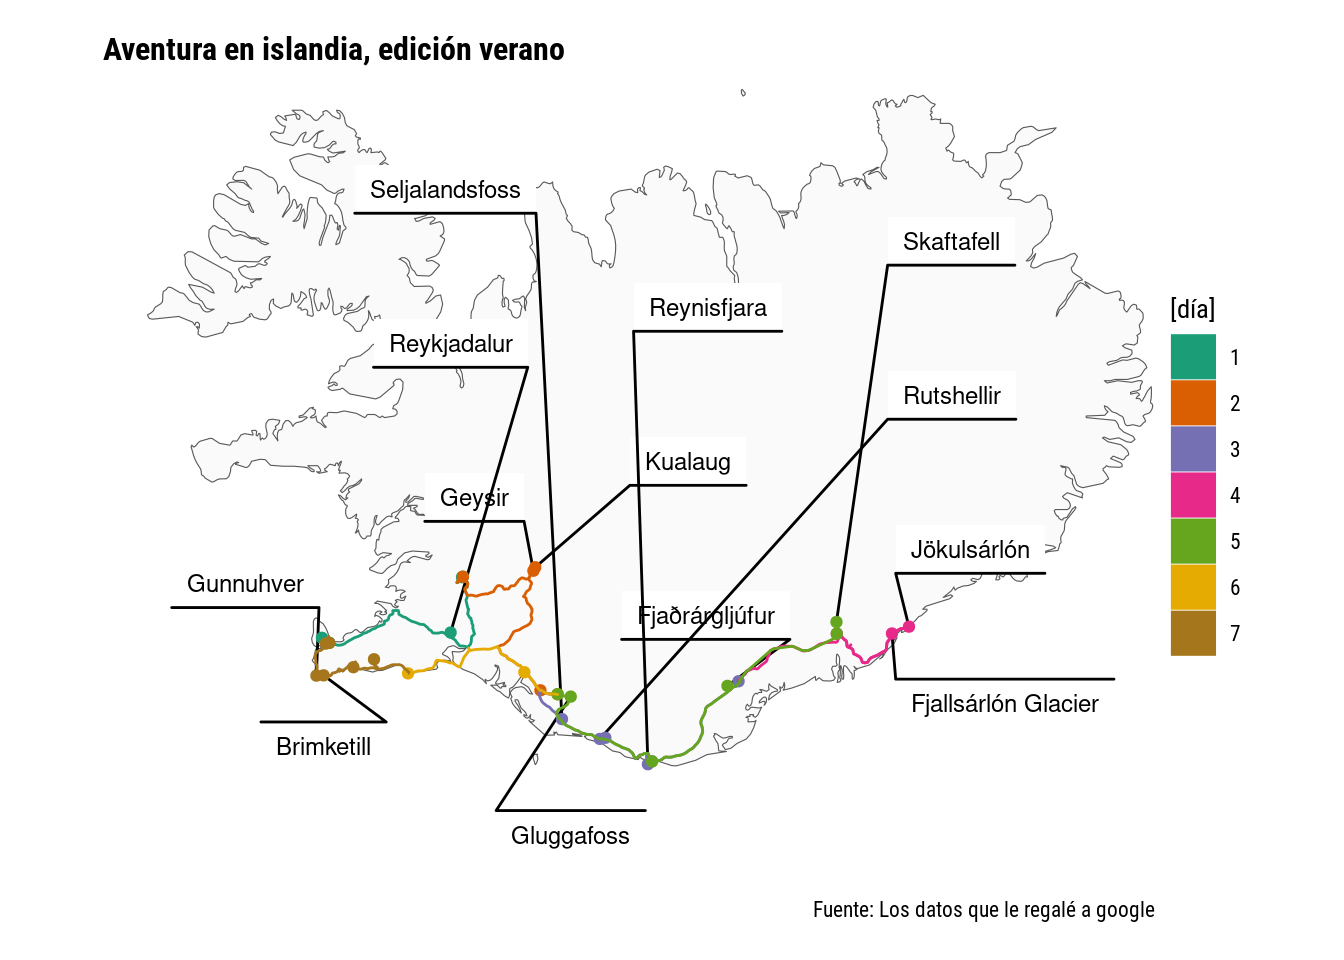 Aventura en islandia, edición verano
Seljalandsfoss
Skaftafell
Reynisfjara
[día]
Reykjadalur
1
Rutshellir
2
3
Kualaug
4
Geysir
5
Jökulsárlón
Gunnuhver
6
Fjaðrárgljúfur
7
Fjallsárlón Glacier
Brimketill
Gluggafoss
Fuente: Los datos que le regalé a google